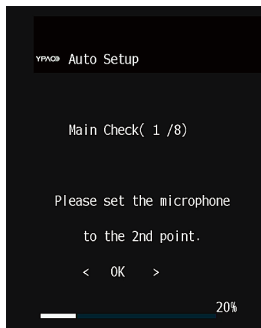 YPAO Auto Setup
Main Check( 1 /8)
Please set the microphone
to the 2nd point.
< OK >
20%